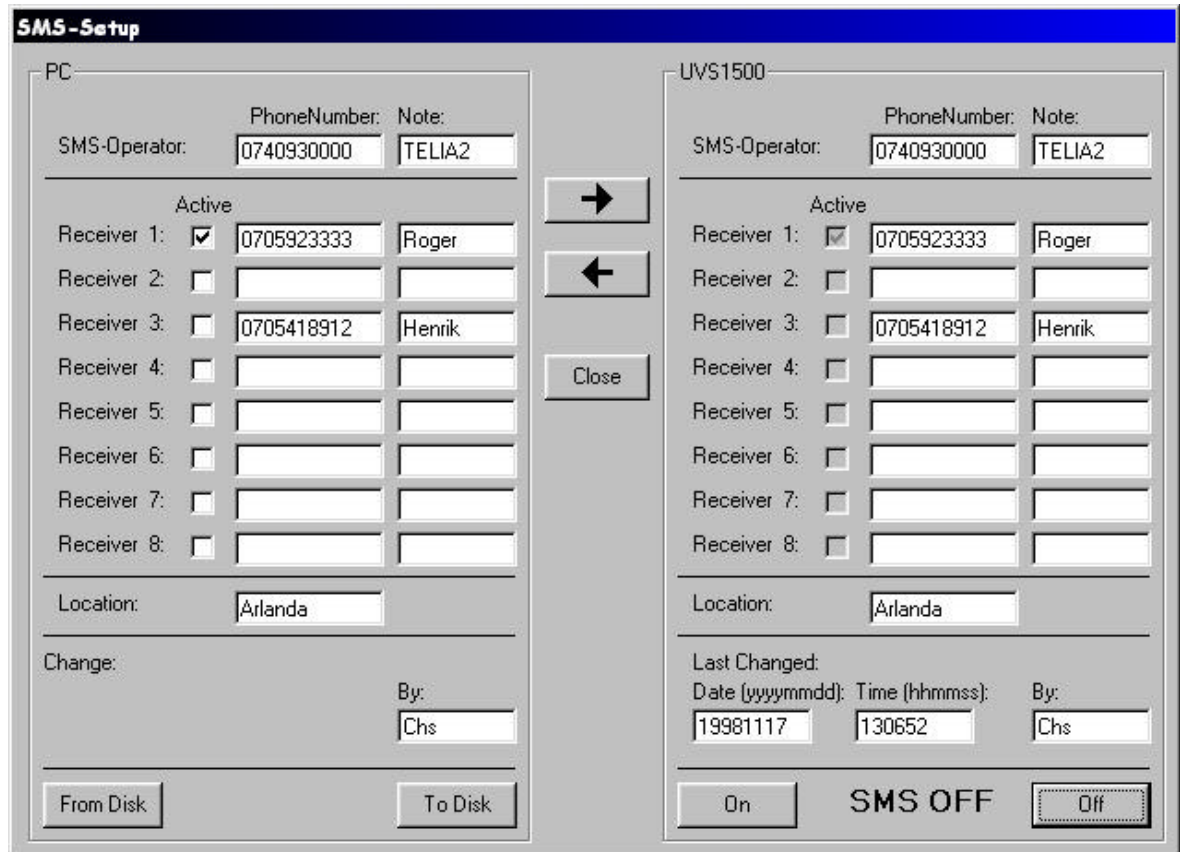 SMS-Setup
PC
PhoneNumber: Note:
SMS-Operator: 0740930000 TELIA2
Active
Receiver 1: 0705923333 Roger
Receiver 2:
Receiver 3: 0705418912 Henrik
Receiver 4:
Receiver 5:
Receiver 6:
Receiver 7:
Receiver 8:
Location: Arlanda
Change:
By:
Chs
From Disk To Disk
Close
UVS1500
PhoneNumber: Note:
SMS-Operator: 0740930000 TELIA2
Active
Receiver 1: 0705923333 Roger
Receiver 2:
Receiver 3: 0705418912 Henrik
Receiver 4:
Receiver 5:
Receiver 6:
Receiver 7:
Receiver 8:
Location: Arlanda
Last Changed:
Date (yyyymmdd): Time (hhmmss): By:
19981117 130652 Chs
On SMS OFF Off